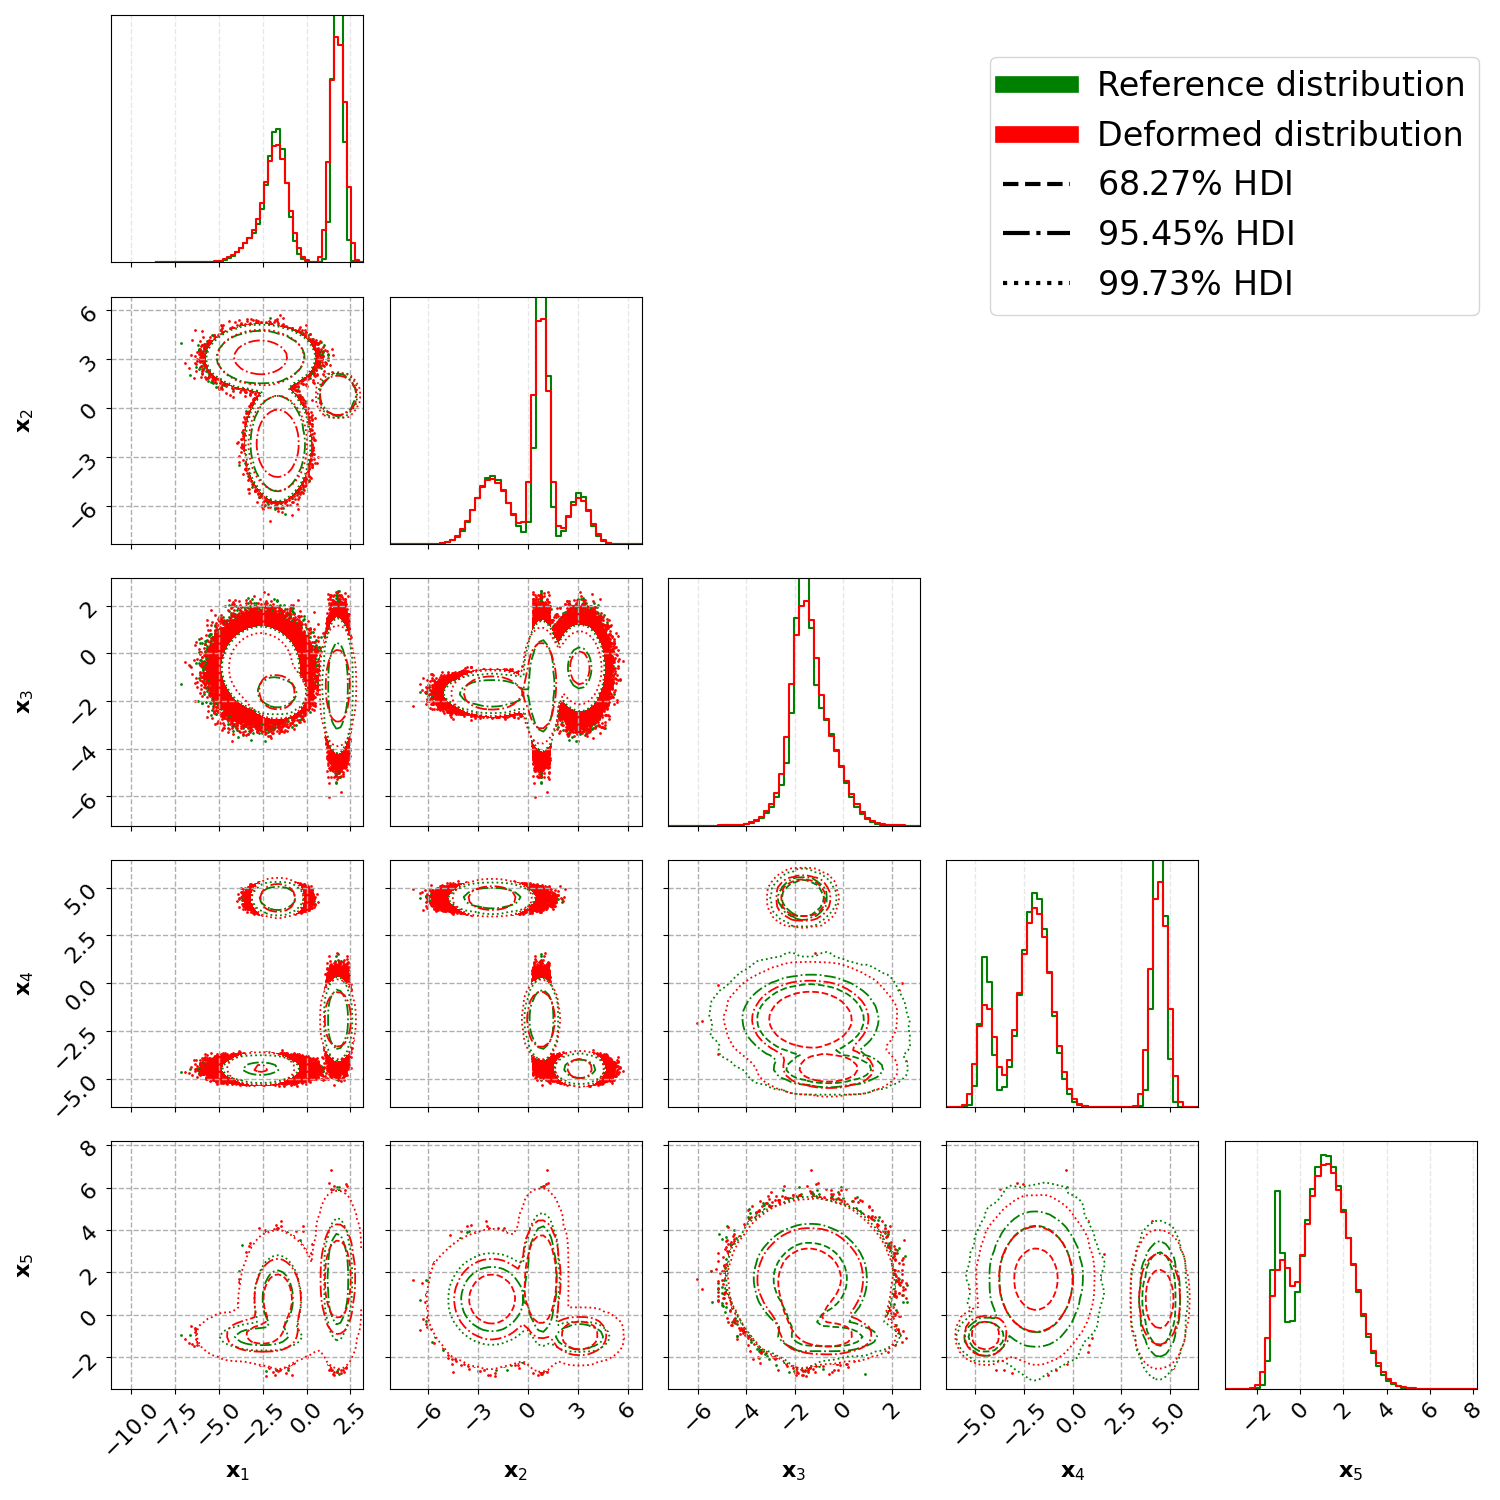 Reference distribution
Deformed distribution
68.27% HDI
95.45% HDI
99.73% HDI
6
3
0
−3
−6
x₂
2
0
−2
−4
−6
x₃
5.0
2.5
0.0
−2.5
−5.0
x₄
8
6
4
2
0
−2
x₅
−10.0 −7.5 −5.0 −2.5 0.0 2.5
−6 −3 0 3 6
−6 −4 −2 0 2
−5.0 −2.5 0.0 2.5 5.0
−2 0 2 4 6 8
x₁ x₂ x₃ x₄ x₅